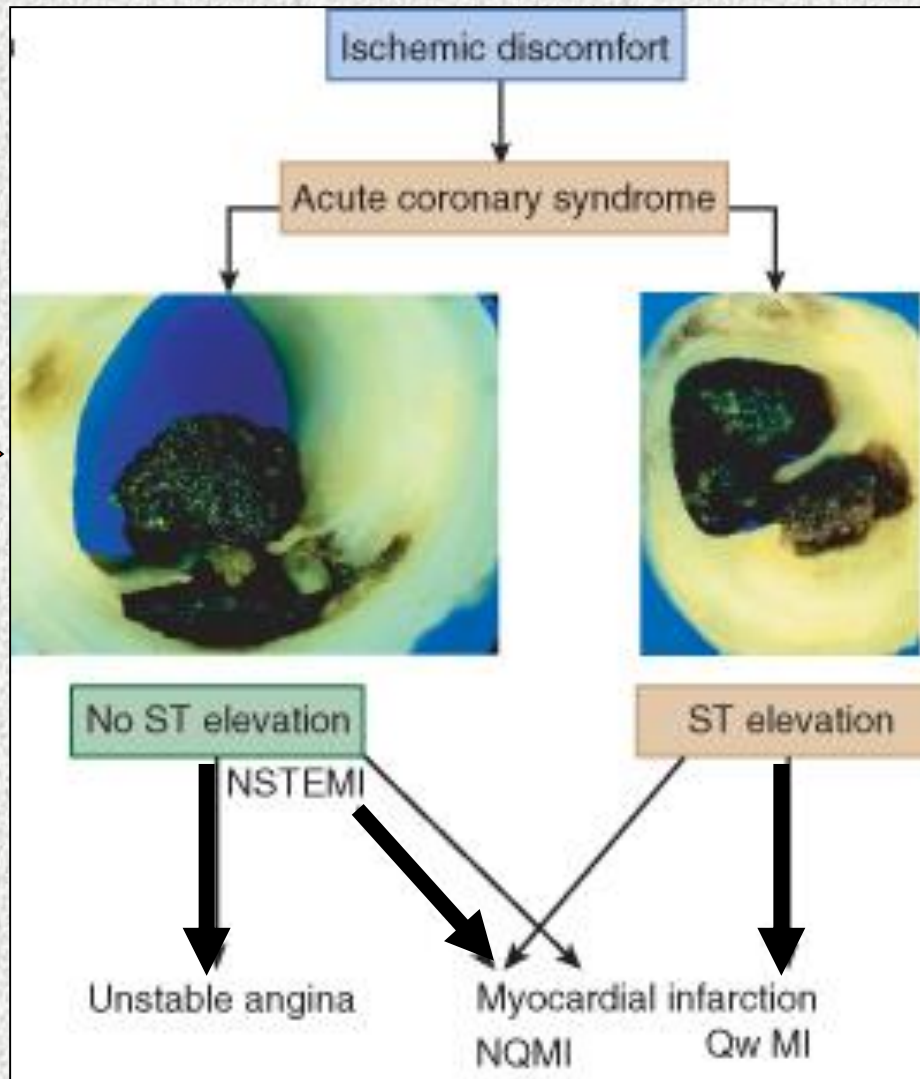 Ischemic discomfort
Acute coronary syndrome
No ST elevation
ST elevation
NSTEMI
Unstable angina
Myocardial infarction
NQMI
Qw MI